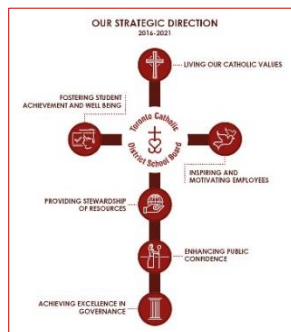 OUR STRATEGIC DIRECTION
2016-2021
LIVING OUR CATHOLIC VALUES
FOSTERING STUDENT
ACHIEVEMENT AND WELL BEING
Toronto Catholic
District School Board
INSPIRING AND
MOTIVATING EMPLOYEES
PROVIDING STEWARDSHIP
OF RESOURCES
ENHANCING PUBLIC
CONFIDENCE
ACHIEVING EXCELLENCE IN
GOVERNANCE